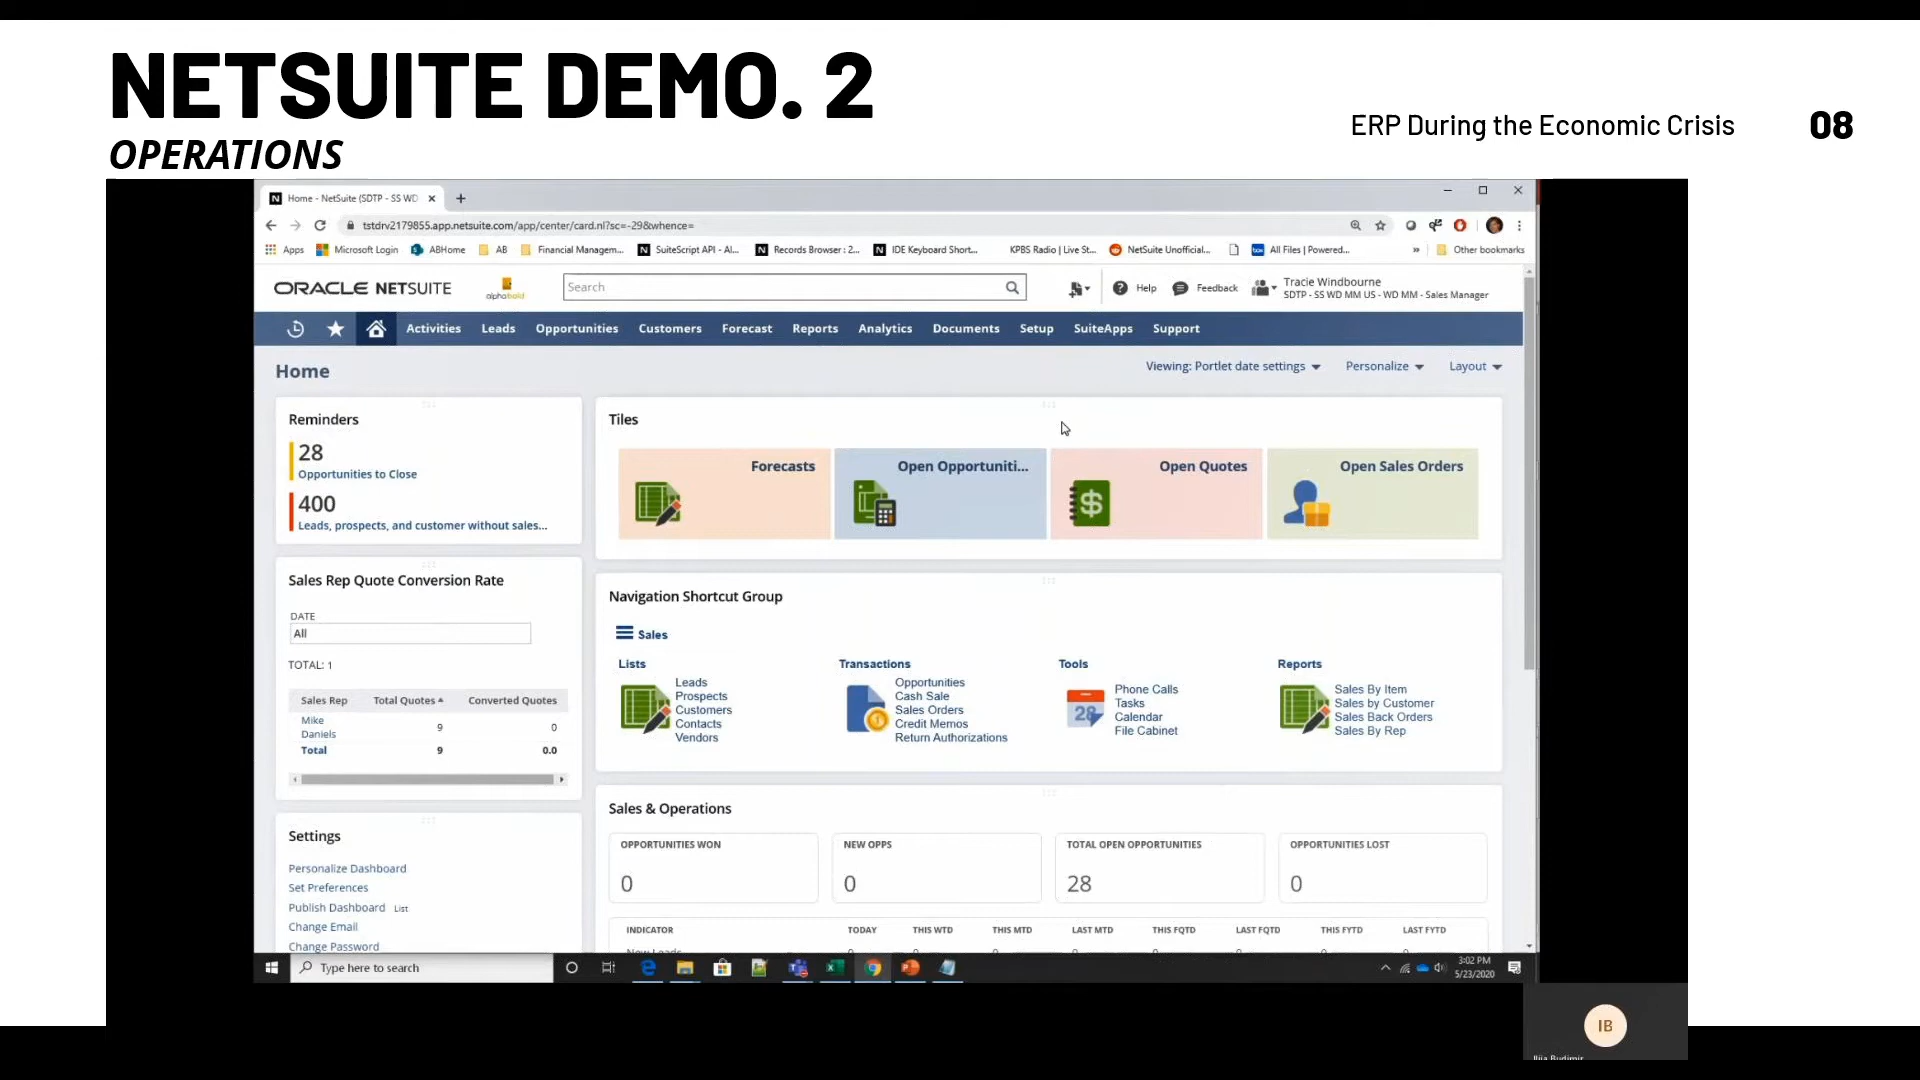 NETSUITE DEMO. 2
OPERATIONS
ERP During the Economic Crisis
08
Home - NetSuite (SDTP - SS WD
tstdrv2179855.app.netsuite.com/app/center/card.nl?sc=-29&whence=
Apps Microsoft Login ABHome AB Financial Managem... SuiteScript API - Al... Records Browser : 2... IDE Keyboard Short... KPBS Radio | Live St... NetSuite Unofficial... All Files | Powered... » Other bookmarks
ORACLE NETSUITE
alphabold
Search
Help
Feedback
Tracie Windbourne
SDTP - SS WD MM US - WD MM - Sales Manager
Activities Leads Opportunities Customers Forecast Reports Analytics Documents Setup SuiteApps Support
Home
Viewing: Portlet date settings Personalize Layout
Reminders
28
Opportunities to Close
400
Leads, prospects, and customer without sales...
Tiles
Forecasts
Open Opportuniti...
Open Quotes
Open Sales Orders
Sales Rep Quote Conversion Rate
DATE
All
TOTAL: 1
Sales Rep Total Quotes Converted Quotes
Mike
Daniels 9 0
Total 9 0.0
Navigation Shortcut Group
Sales
Lists
Leads
Prospects
Customers
Contacts
Vendors
Transactions
Opportunities
Cash Sale
Sales Orders
Credit Memos
Return Authorizations
Tools
28
Phone Calls
Tasks
Calendar
File Cabinet
Reports
Sales By Item
Sales by Customer
Sales Back Orders
Sales By Rep
Settings
Personalize Dashboard
Set Preferences
Publish Dashboard List
Change Email
Change Password
Sales & Operations
OPPORTUNITIES WON
0
NEW OPPS
0
TOTAL OPEN OPPORTUNITIES
28
OPPORTUNITIES LOST
0
INDICATOR TODAY THIS WTD THIS MTD LAST MTD THIS FQTD LAST FQTD THIS FYTD LAST FYTD
New Leads
Type here to search
3:02 PM
5/23/2020
IB
Ilija Budimir